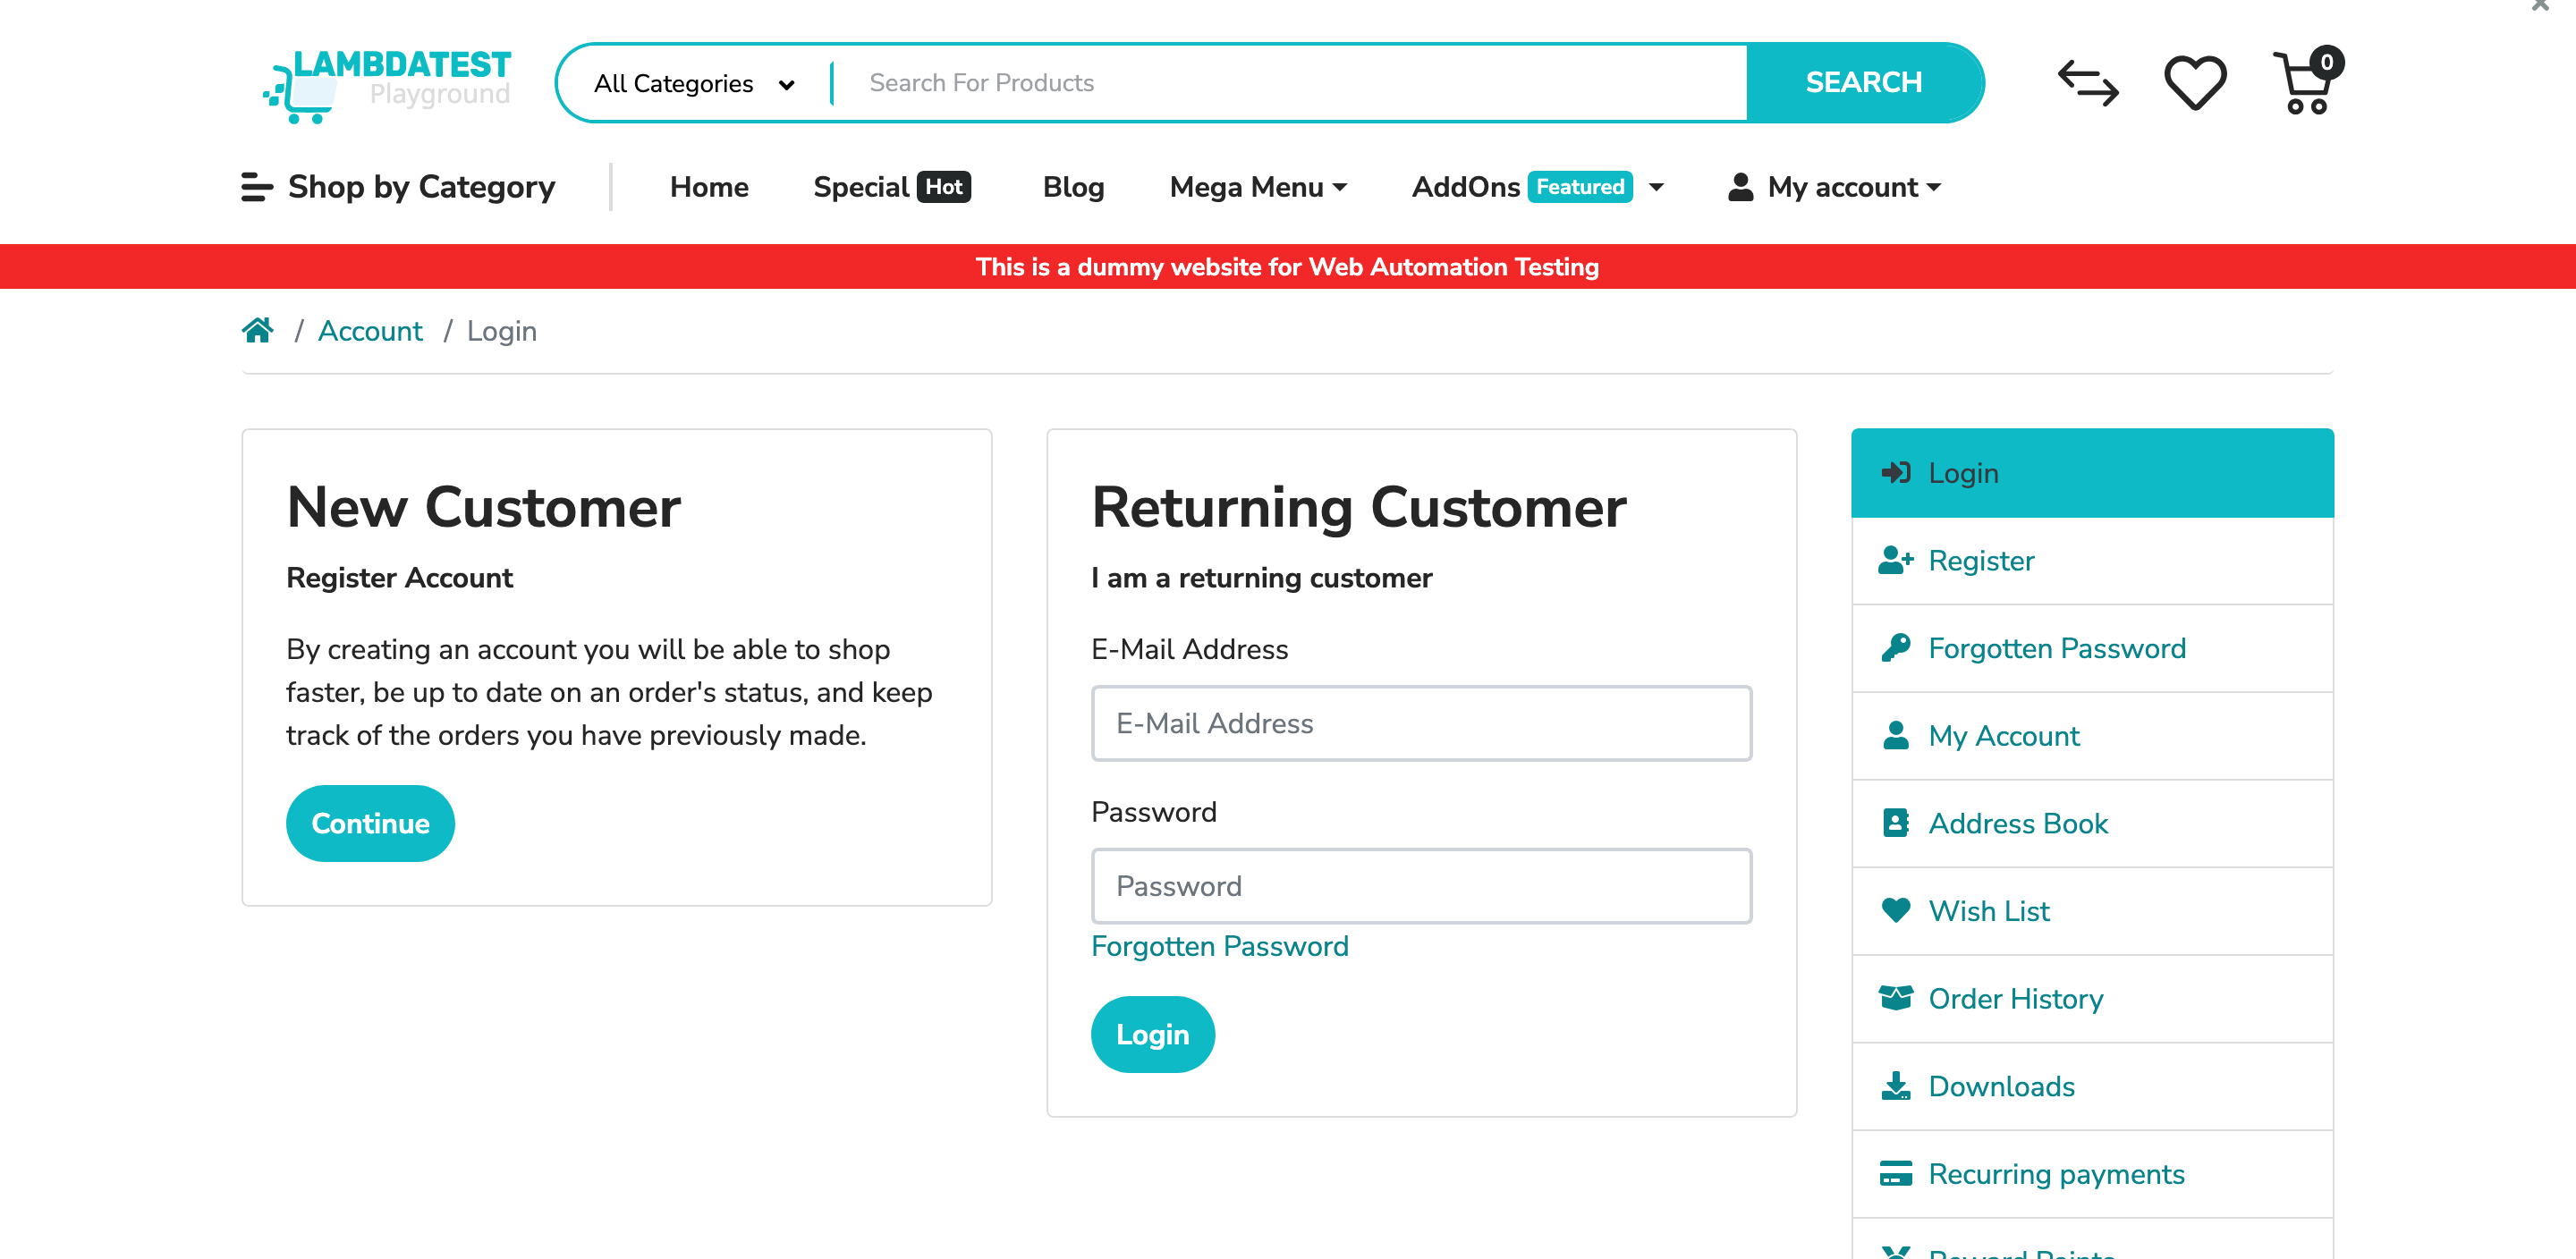 LAMBDATEST
Playground
All Categories
Search For Products
SEARCH
0
Shop by Category
Home
Special Hot
Blog
Mega Menu
AddOns Featured
My account
This is a dummy website for Web Automation Testing
/ Account / Login
New Customer
Register Account
By creating an account you will be able to shop
faster, be up to date on an order's status, and keep
track of the orders you have previously made.
Continue
Returning Customer
I am a returning customer
E-Mail Address
E-Mail Address
Password
Password
Forgotten Password
Login
Login
Register
Forgotten Password
My Account
Address Book
Wish List
Order History
Downloads
Recurring payments
Reward Points